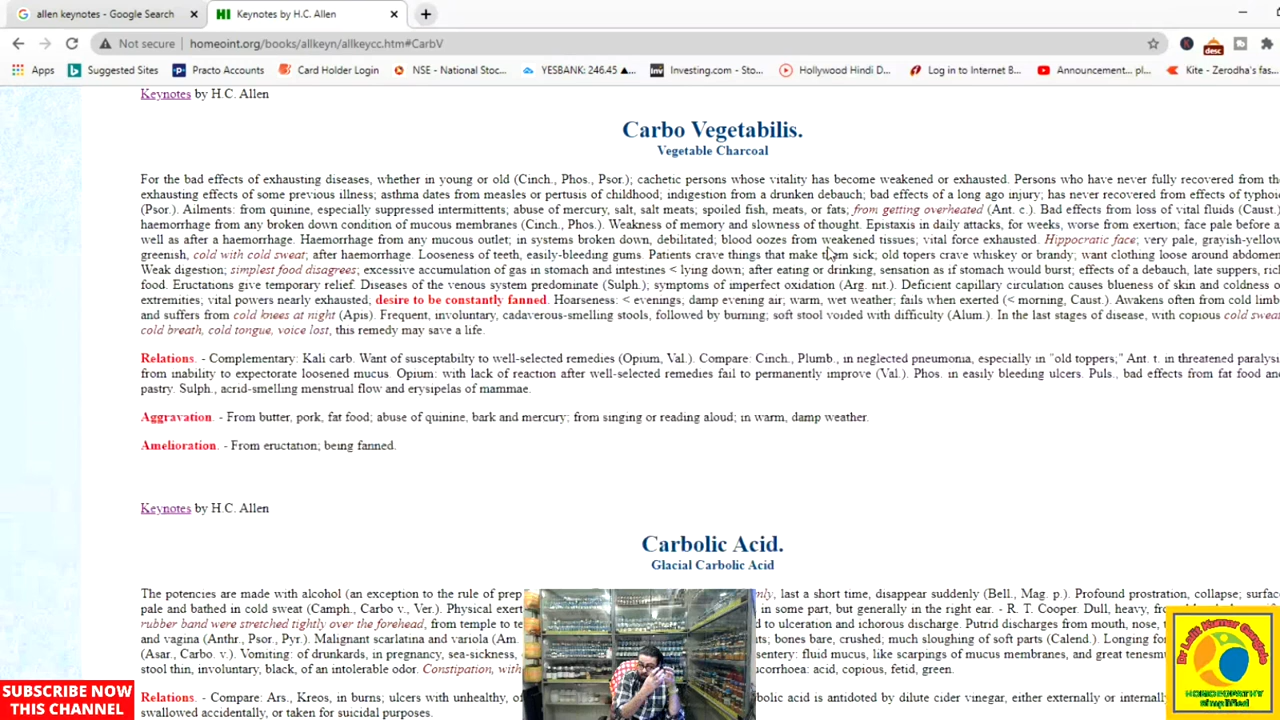 allen keynotes - Google Search
Keynotes by H.C. Allen
Not secure | homeoint.org/books/allkeyn/allkeycc.htm#CarbV
Apps Suggested Sites Practo Accounts Card Holder Login NSE - National Stoc... YESBANK: 246.45 ▲... Investing.com - Sto... Hollywood Hindi D... Log in to Internet B... Announcement... pl... Kite - Zerodha's fas...
desc
Keynotes by H.C. Allen
Carbo Vegetabilis.
Vegetable Charcoal
For the bad effects of exhausting diseases, whether in young or old (Cinch., Phos., Psor.); cachetic persons whose vitality has become weakened or exhausted. Persons who have never fully recovered from the
exhausting effects of some previous illness; asthma dates from measles or pertusis of childhood; indigestion from a drunken debauch; bad effects of a long ago injury; has never recovered from effects of typho
(Psor.). Ailments: from quinine, especially suppressed intermittents; abuse of mercury, salt, salt meats; spoiled fish, meats, or fats; from getting overheated (Ant. c.). Bad effects from loss of vital fluids (Caust.)
haemorrhage from any broken down condition of mucous membranes (Cinch., Phos.). Weakness of memory and slowness of thought. Epistaxis in daily attacks, for weeks, worse from exertion; face pale before a
well as after a haemorrhage. Haemorrhage from any mucous outlet; in systems broken down, debilitated; blood oozes from weakened tissues; vital force exhausted. Hippocratic face; very pale, grayish-yellow
greenish, cold with cold sweat; after haemorrhage. Looseness of teeth, easily-bleeding gums. Patients crave things that make them sick; old topers crave whiskey or brandy; want clothing loose around abdomen
Weak digestion; simplest food disagrees; excessive accumulation of gas in stomach and intestines < lying down; after eating or drinking, sensation as if stomach would burst; effects of a debauch, late suppers, ric
food. Eructations give temporary relief. Diseases of the venous system predominate (Sulph.); symptoms of imperfect oxidation (Arg. nit.). Deficient capillary circulation causes blueness of skin and coldness o
extremities; vital powers nearly exhausted, desire to be constantly fanned. Hoarseness: < evenings; damp evening air; warm, wet weather; fails when exerted (< morning, Caust.). Awakens often from cold limb
and suffers from cold knees at night (Apis). Frequent, involuntary, cadaverous-smelling stools, followed by burning; soft stool voided with difficulty (Alum.). In the last stages of disease, with copious cold swea
cold breath, cold tongue, voice lost, this remedy may save a life.
Relations. - Complementary: Kali carb. Want of susceptabilty to well-selected remedies (Opium, Val.). Compare: Cinch., Plumb., in neglected pneumonia, especially in "old toppers;" Ant. t. in threatened paralysi
from inability to expectorate loosened mucus. Opium: with lack of reaction after well-selected remedies fail to permanently improve (Val.). Phos. in easily bleeding ulcers. Puls., bad effects from fat food and
pastry. Sulph., acrid-smelling menstrual flow and erysipelas of mammae.
Aggravation. - From butter, pork, fat food; abuse of quinine, bark and mercury; from singing or reading aloud; in warm, damp weather.
Amelioration. - From eructation; being fanned.
Keynotes by H.C. Allen
Carbolic Acid.
Glacial Carbolic Acid
The potencies are made with alcohol (an exception to the rule of prep nly, last a short time, disappear suddenly (Bell., Mag. p.). Profound prostration, collapse; surfac
pale and bathed in cold sweat (Camph., Carbo v., Ver.). Physical exert in some part, but generally in the right ear. - R. T. Cooper. Dull, heavy, fro
rubber band were stretched tightly over the forehead, from temple to te d to ulceration and ichorous discharge. Putrid discharges from mouth, nose, t
and vagina (Anthr., Psor., Pyr.). Malignant scarlatina and variola (Am. ts; bones bare, crushed; much sloughing of soft parts (Calend.). Longing fo
(Asar., Carbo. v.). Vomiting: of drunkards, in pregnancy, sea-sickness, sentery: fluid mucus, like scarpings of mucus membranes, and great tenesm
stool thin, involuntary, black, of an intolerable odor. Constipation, with ucorrhoea: acid, copious, fetid, green.
Relations. - Compare: Ars., Kreos, in burns; ulcers with unhealthy, of bolic acid is antidoted by dilute cider vinegar, either externally or internally
swallowed accidentally, or taken for suicidal purposes.
SUBSCRIBE NOW
THIS CHANNEL
HOMOEOPATHY
Simplified